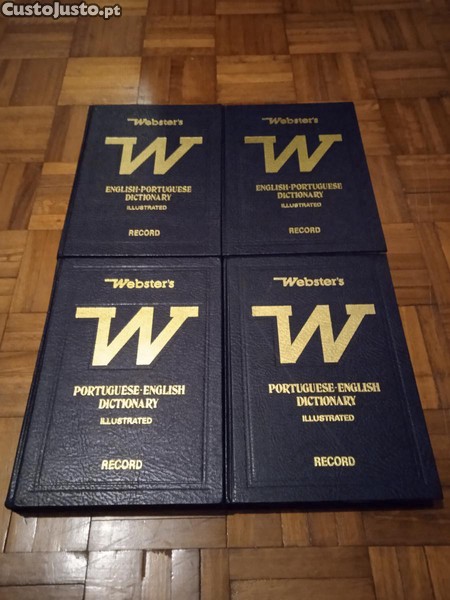 CustoJusto.pt
Webster's
W
ENGLISH-PORTUGUESE
DICTIONARY
ILLUSTRATED
RECORD
Webster's
W
ENGLISH-PORTUGUESE
DICTIONARY
ILLUSTRATED
RECORD
Webster's
W
PORTUGUESE-ENGLISH
DICTIONARY
ILLUSTRATED
RECORD
Webster's
W
PORTUGUESE-ENGLISH
DICTIONARY
ILLUSTRATED
RECORD